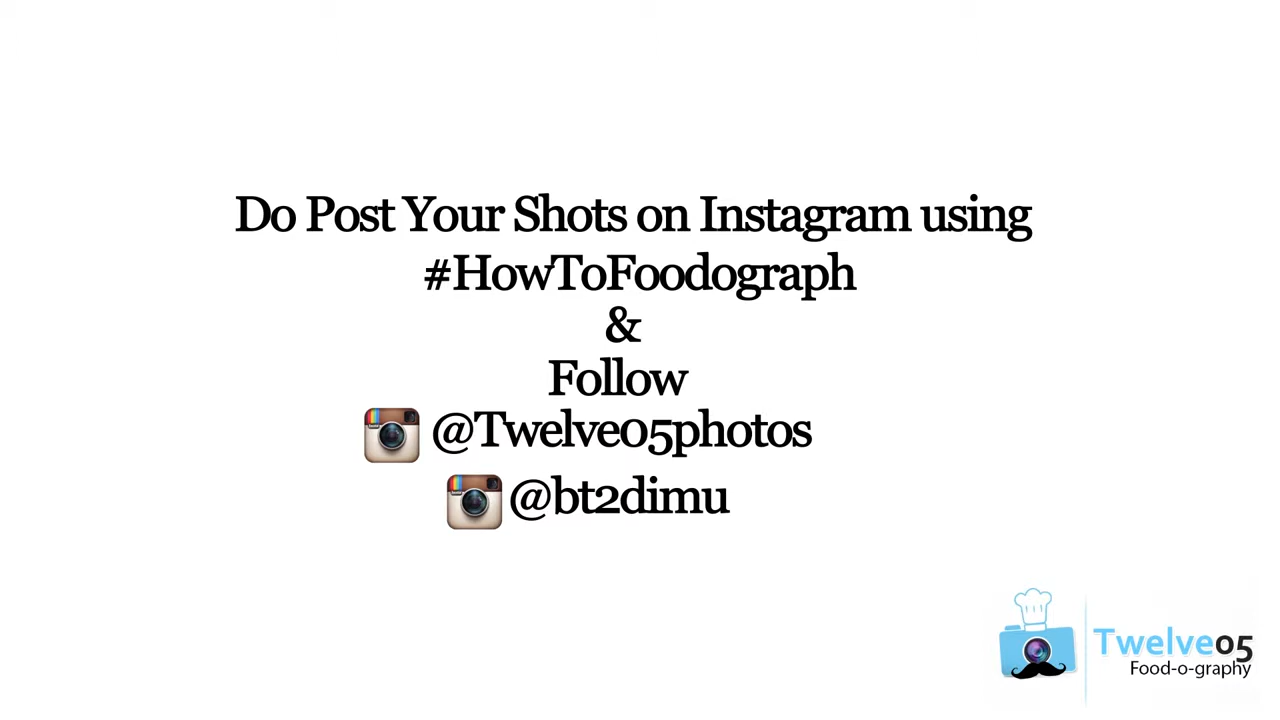 Do Post Your Shots on Instagram using
#HowToFoodograph
&
Follow
@Twelve05photos
@bt2dimu
Twelve05
Food-o-graphy